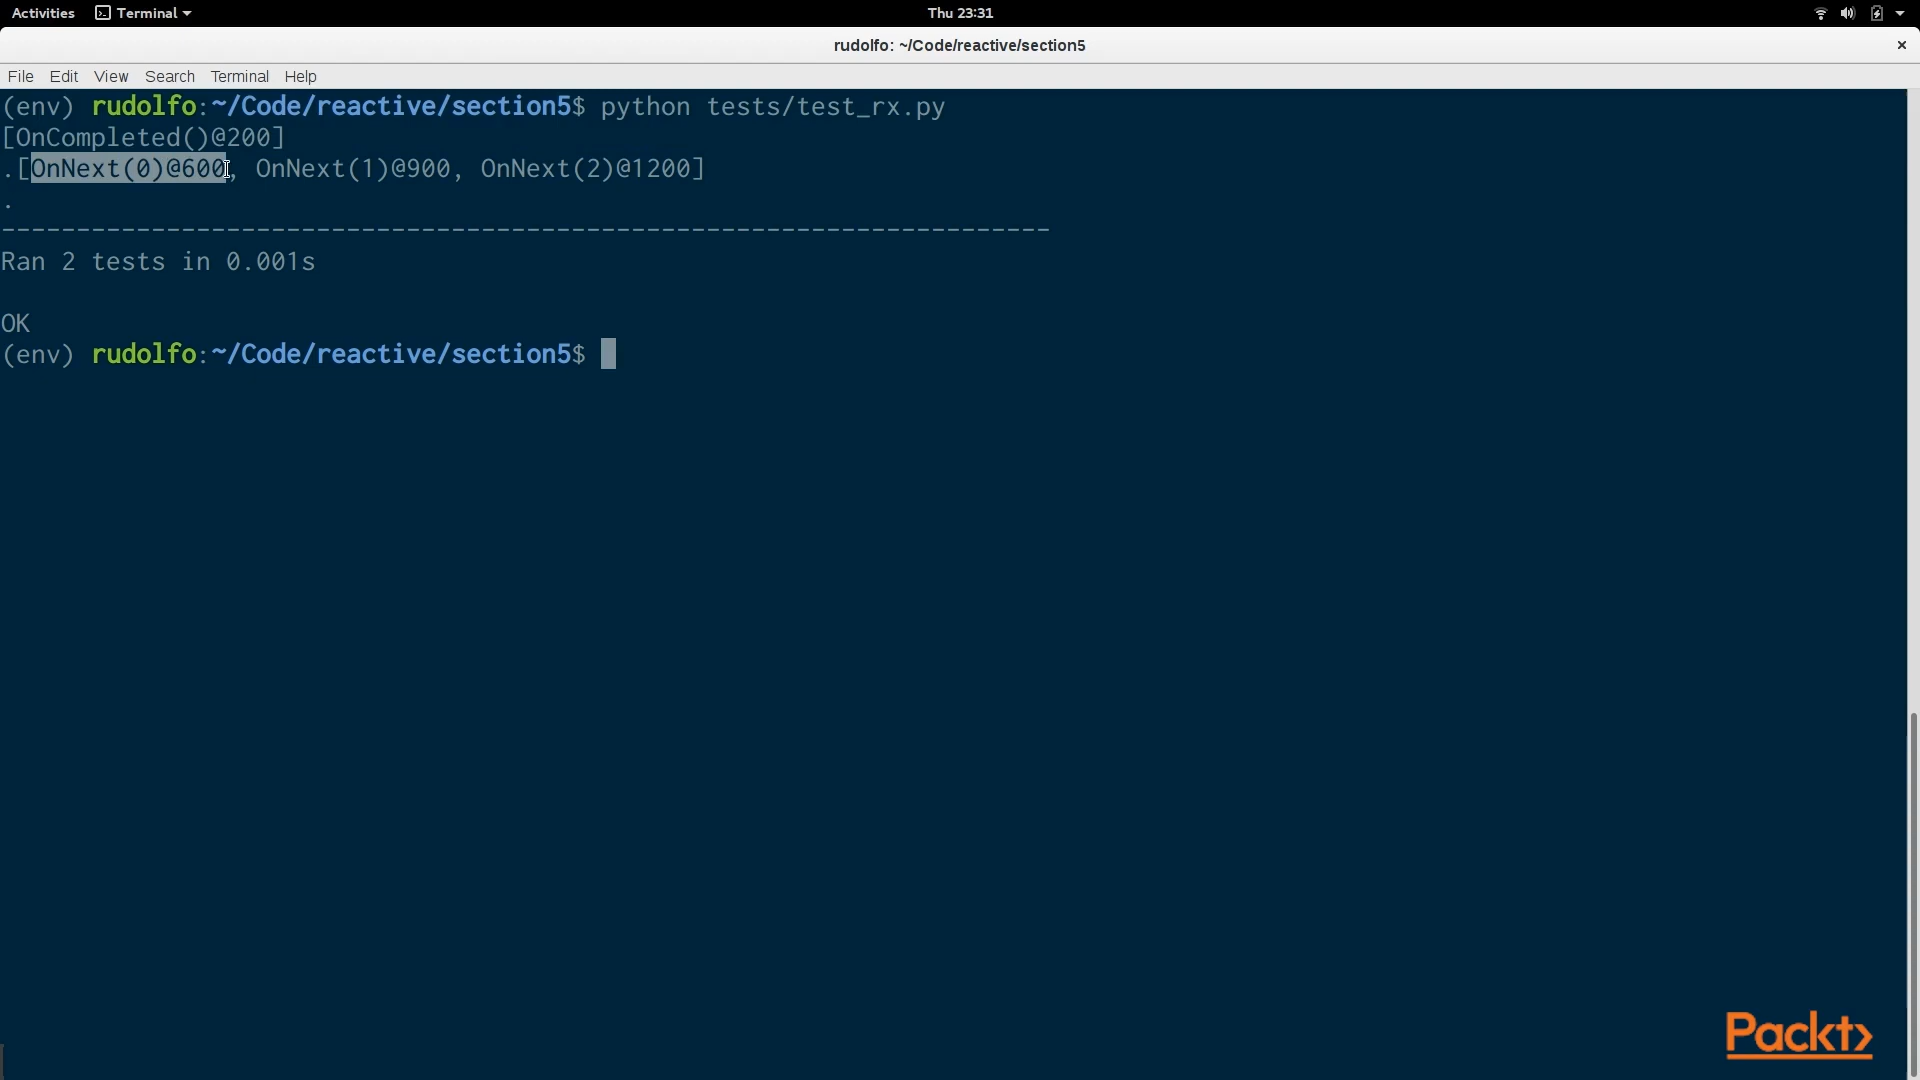 Activities Terminal Thu 23:31
rudolfo: ~/Code/reactive/section5 ×
File Edit View Search Terminal Help
(env) rudolfo:~/Code/reactive/section5$ python tests/test_rx.py
[OnCompleted()@200]
.[OnNext(0)@600, OnNext(1)@900, OnNext(2)@1200]
.
----------------------------------------------------------------------
Ran 2 tests in 0.001s
OK
(env) rudolfo:~/Code/reactive/section5$
Packt>